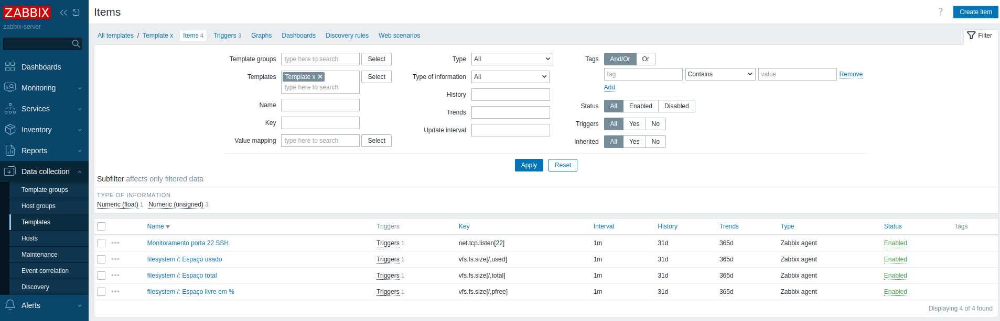 ZABBIX
zabbix-server
Dashboards
Monitoring
Services
Inventory
Reports
Data collection
Template groups
Host groups
Templates
Hosts
Maintenance
Event correlation
Discovery
Alerts
Items
? Create item
All templates / Template x Items 4 Triggers 3 Graphs Dashboards Discovery rules Web scenarios
Filter
Template groups type here to search Select
Templates Template x Select
type here to search
Name
Key
Value mapping type here to search Select
Type All
Type of information All
History
Trends
Update interval
Tags And/Or Or
tag Contains value Remove
Add
Status All Enabled Disabled
Triggers All Yes No
Inherited All Yes No
Apply Reset
Subfilter affects only filtered data
TYPE OF INFORMATION
Numeric (float) 1 Numeric (unsigned) 3
Name Triggers Key Interval History Trends Type Status Tags
Monitoramento porta 22 SSH Triggers 1 net.tcp.listen[22] 1m 31d 365d Zabbix agent Enabled
filesystem /: Espaço usado Triggers 1 vfs.fs.size[/,used] 1m 31d 365d Zabbix agent Enabled
filesystem /: Espaço total Triggers 1 vfs.fs.size[/,total] 1m 31d 365d Zabbix agent Enabled
filesystem /: Espaço livre em % Triggers 1 vfs.fs.size[/,pfree] 1m 31d 365d Zabbix agent Enabled
Displaying 4 of 4 found